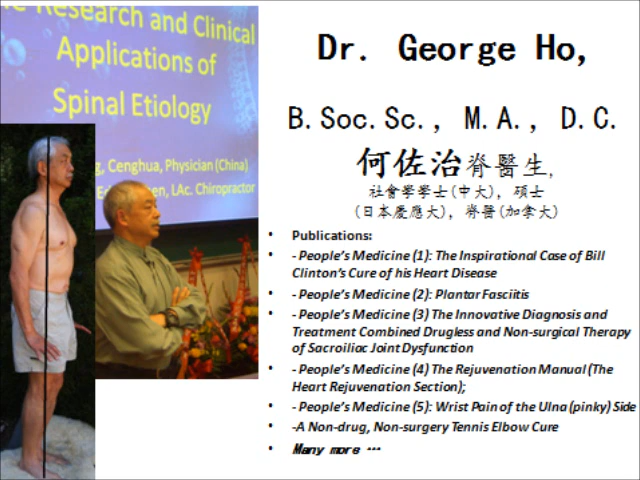 Research and Clinical
Applications of
Spinal Etiology
Cenghua, Physician (China)
LAc. Chiropractor
Dr. George Ho,
B.Soc.Sc., M.A., D.C.
何佐治脊醫生,
社會學學士(中大), 碩士
(日本慶應大), 脊醫(加拿大)
• Publications:
• - People’s Medicine (1): The Inspirational Case of Bill
Clinton’s Cure of his Heart Disease
• - People’s Medicine (2): Plantar Fasciitis
• - People’s Medicine (3) The Innovative Diagnosis and
Treatment Combined Drugless and Non-surgical Therapy
of Sacroiliac Joint Dysfunction
• - People’s Medicine (4) The Rejuvenation Manual (The
Heart Rejuvenation Section);
• - People’s Medicine (5): Wrist Pain of the Ulna (pinky) Side
• -A Non-drug, Non-surgery Tennis Elbow Cure
• Many more …